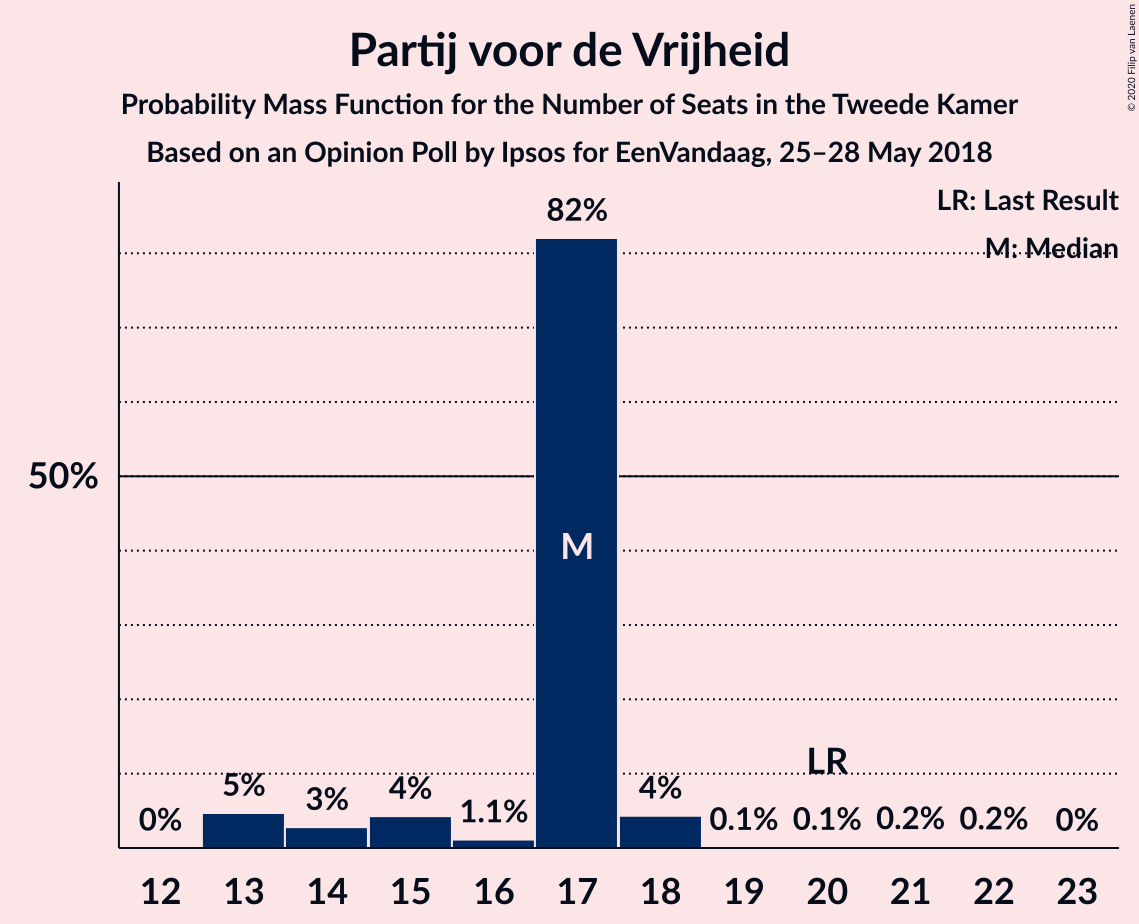 Partij voor de Vrijheid
Probability Mass Function for the Number of Seats in the Tweede Kamer
Based on an Opinion Poll by Ipsos for EenVandaag, 25–28 May 2018
© 2020 Filip van Laenen
LR: Last Result
M: Median
82%
50%
M
LR
0%
5%
3%
4%
1.1%
4%
0.1%
0.1%
0.2%
0.2%
0%
12 13 14 15 16 17 18 19 20 21 22 23